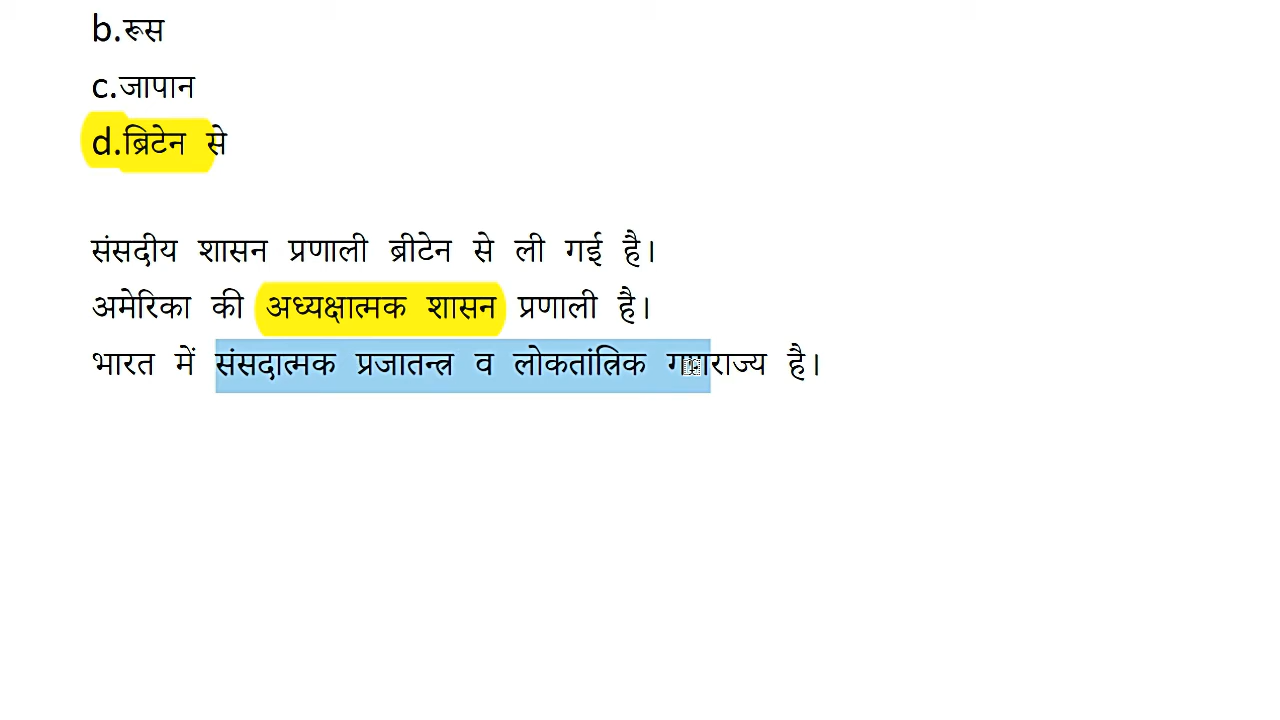 b.रूस
c.जापान
d.ब्रिटेन से
संसदीय शासन प्रणाली ब्रीटेन से ली गई है।
अमेरिका की अध्यक्षात्मक शासन प्रणाली है।
भारत में संसदात्मक प्रजातन्त्र व लोकतांत्रिक गणराज्य है।